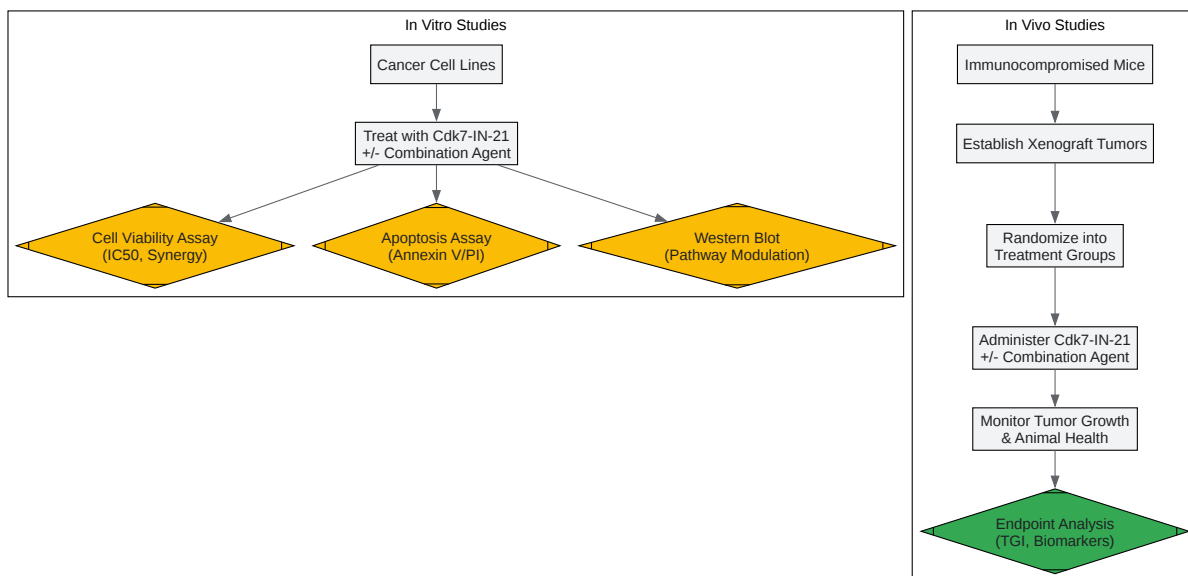 In Vitro Studies
Cancer Cell Lines
Treat with Cdk7-IN-21
+/- Combination Agent
Cell Viability Assay
(IC50, Synergy)
Apoptosis Assay
(Annexin V/PI)
Western Blot
(Pathway Modulation)
In Vivo Studies
Immunocompromised Mice
Establish Xenograft Tumors
Randomize into
Treatment Groups
Administer Cdk7-IN-21
+/- Combination Agent
Monitor Tumor Growth
& Animal Health
Endpoint Analysis
(TGI, Biomarkers)